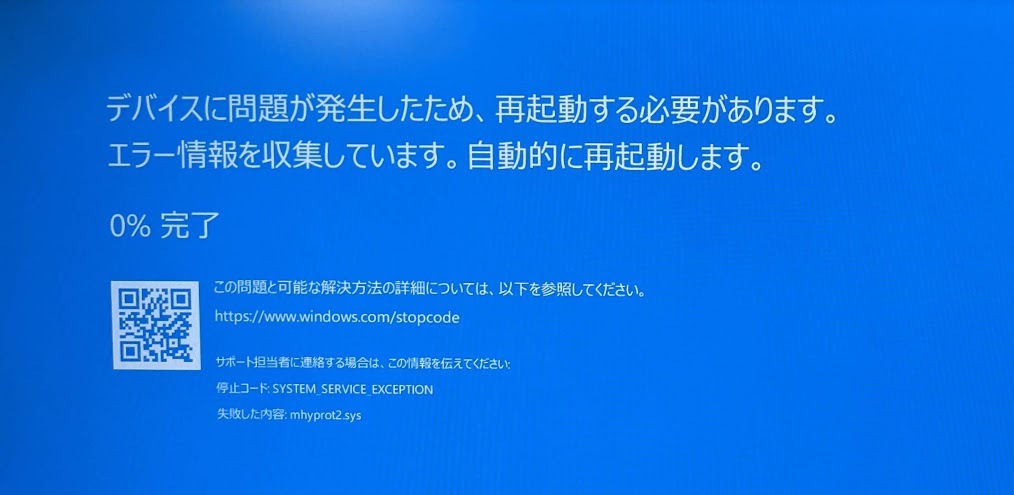 デバイスに問題が発生したため、再起動する必要があります。
エラー情報を収集しています。自動的に再起動します。
0% 完了
この問題と可能な解決方法の詳細については、以下を参照してください。
https://www.windows.com/stopcode
サポート担当者に連絡する場合は、この情報を伝えてください:
停止コード: SYSTEM_SERVICE_EXCEPTION
失敗した内容: mhyprot2.sys